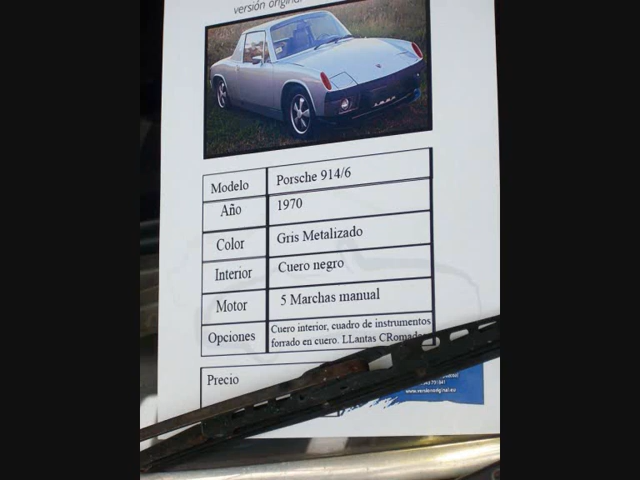 versión original
Modelo Porsche 914/6
Año 1970
Color Gris Metalizado
Interior Cuero negro
Motor 5 Marchas manual
Opciones Cuero interior, cuadro de instrumentos
forrado en cuero. LLantas CRomadas
Precio